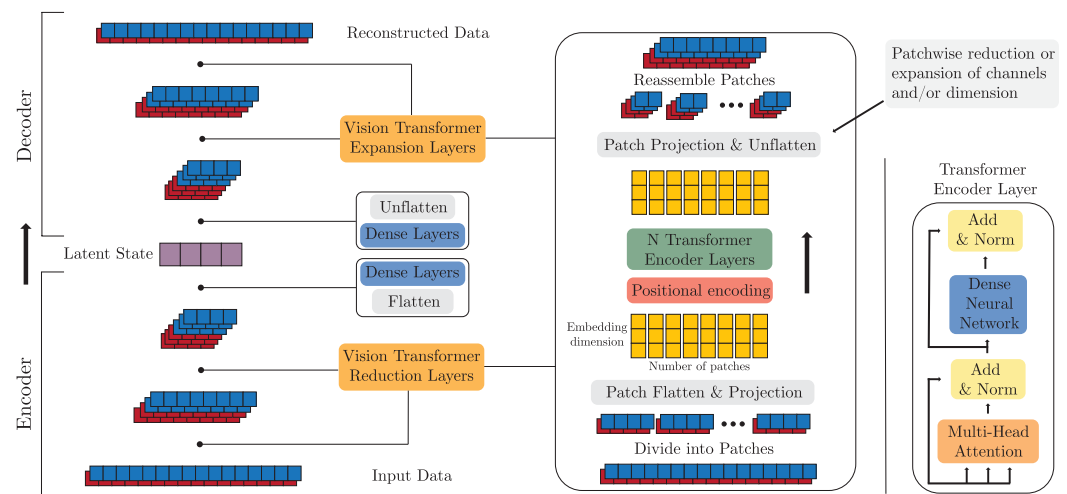 Decoder
Encoder
Reconstructed Data
Vision Transformer
Expansion Layers
Unflatten
Dense Layers
Latent State
Dense Layers
Flatten
Vision Transformer
Reduction Layers
Input Data
Reassemble Patches
Patch Projection & Unflatten
N Transformer
Encoder Layers
Positional encoding
Embedding
dimension
Number of patches
Patch Flatten & Projection
Divide into Patches
Patchwise reduction or
expansion of channels
and/or dimension
Transformer
Encoder Layer
Add
& Norm
Dense
Neural
Network
Add
& Norm
Multi-Head
Attention